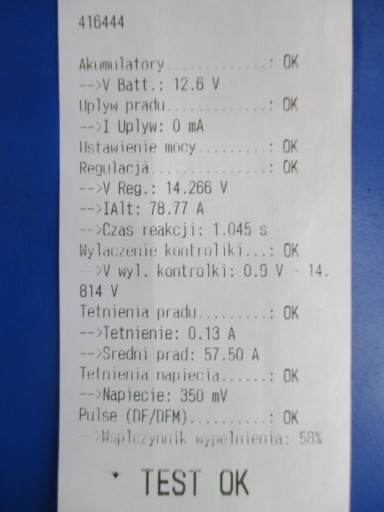 416444
Akumulatory............: OK
-->V Batt.: 12.6 V
Uplyw pradu............: OK
-->I Uplyw: 0 mA
Ustawienie mocy........: OK
Regulacja..............: OK
-->V Reg.: 14.266 V
-->IAlt: 78.77 A
-->Czas reakcji: 1.045 s
Wylaczenie kontroliki..: OK
-->V wyl. kontrolki: 0.9 V - 14.
814 V
Tetnienia pradu........: OK
-->Tetnienie: 0.13 A
-->Sredni prad: 57.50 A
Tetnienia napiecia.....: OK
-->Napiecie: 350 mV
Pulse (DF/DFM).........: OK
-->Wsplczynnik wypelnienia: 58%
TEST OK